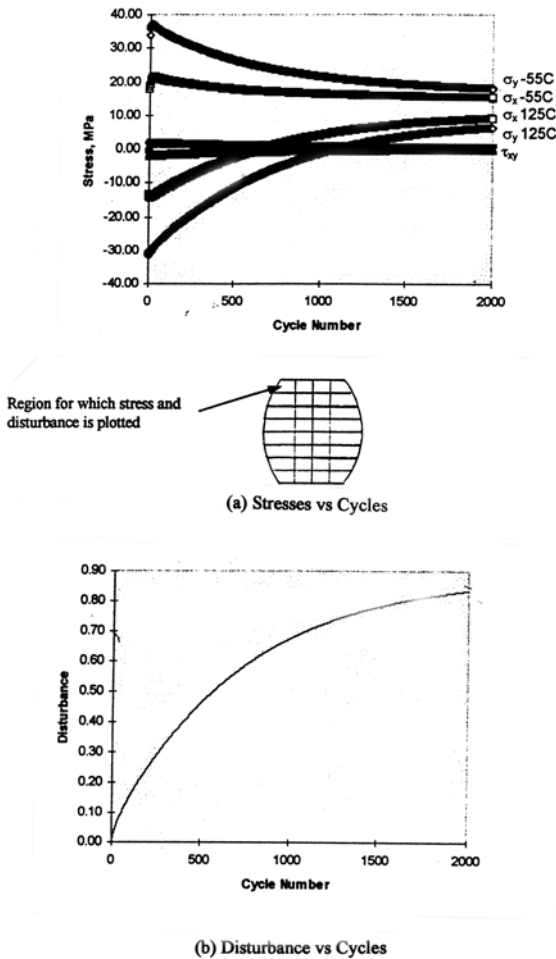 40.00
30.00
20.00
10.00
0.00
-10.00
-20.00
-30.00
-40.00
Stress, MPa
σy -55C
σx -55C
σx 125C
σy 125C
τxy
0
500
1000
1500
2000
Cycle Number
Region for which stress and
disturbance is plotted
(a) Stresses vs Cycles
0.90
0.80
0.70
0.60
0.50
0.40
0.30
0.20
0.10
0.00
Disturbance
0
500
1000
1500
2000
Cycle Number
(b) Disturbance vs Cycles